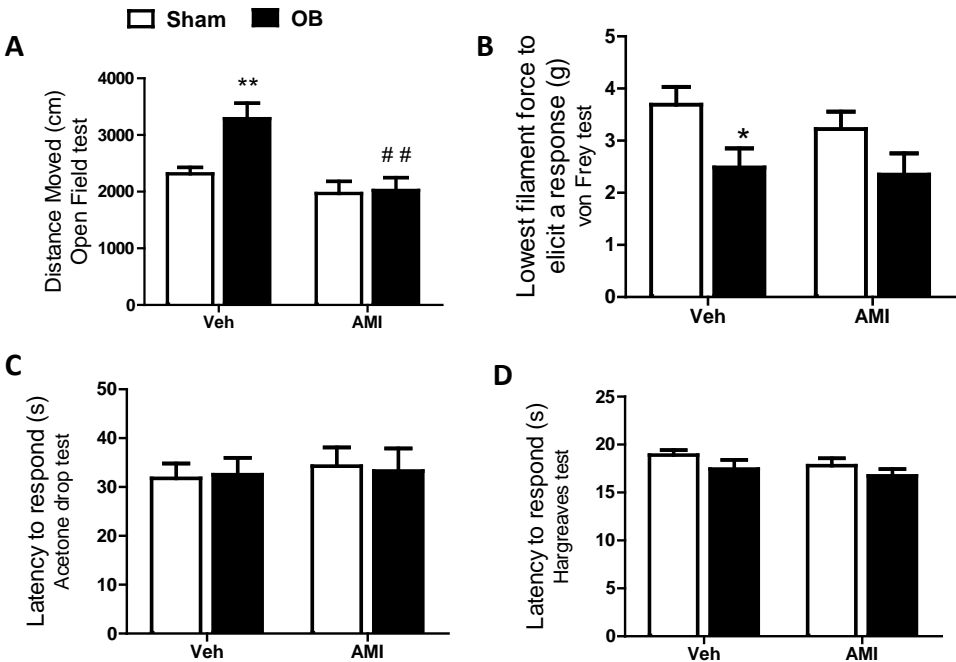 Sham OB
A
Distance Moved (cm)
Open Field test
4000
3000
2000
1000
0
**
# #
Veh AMI
B
Lowest filament force to
elicit a response (g)
von Frey test
5
4
3
2
1
0
*
Veh AMI
C
Latency to respond (s)
Acetone drop test
50
40
30
20
10
0
Veh AMI
D
Latency to respond (s)
Hargreaves test
25
20
15
10
5
0
Veh AMI